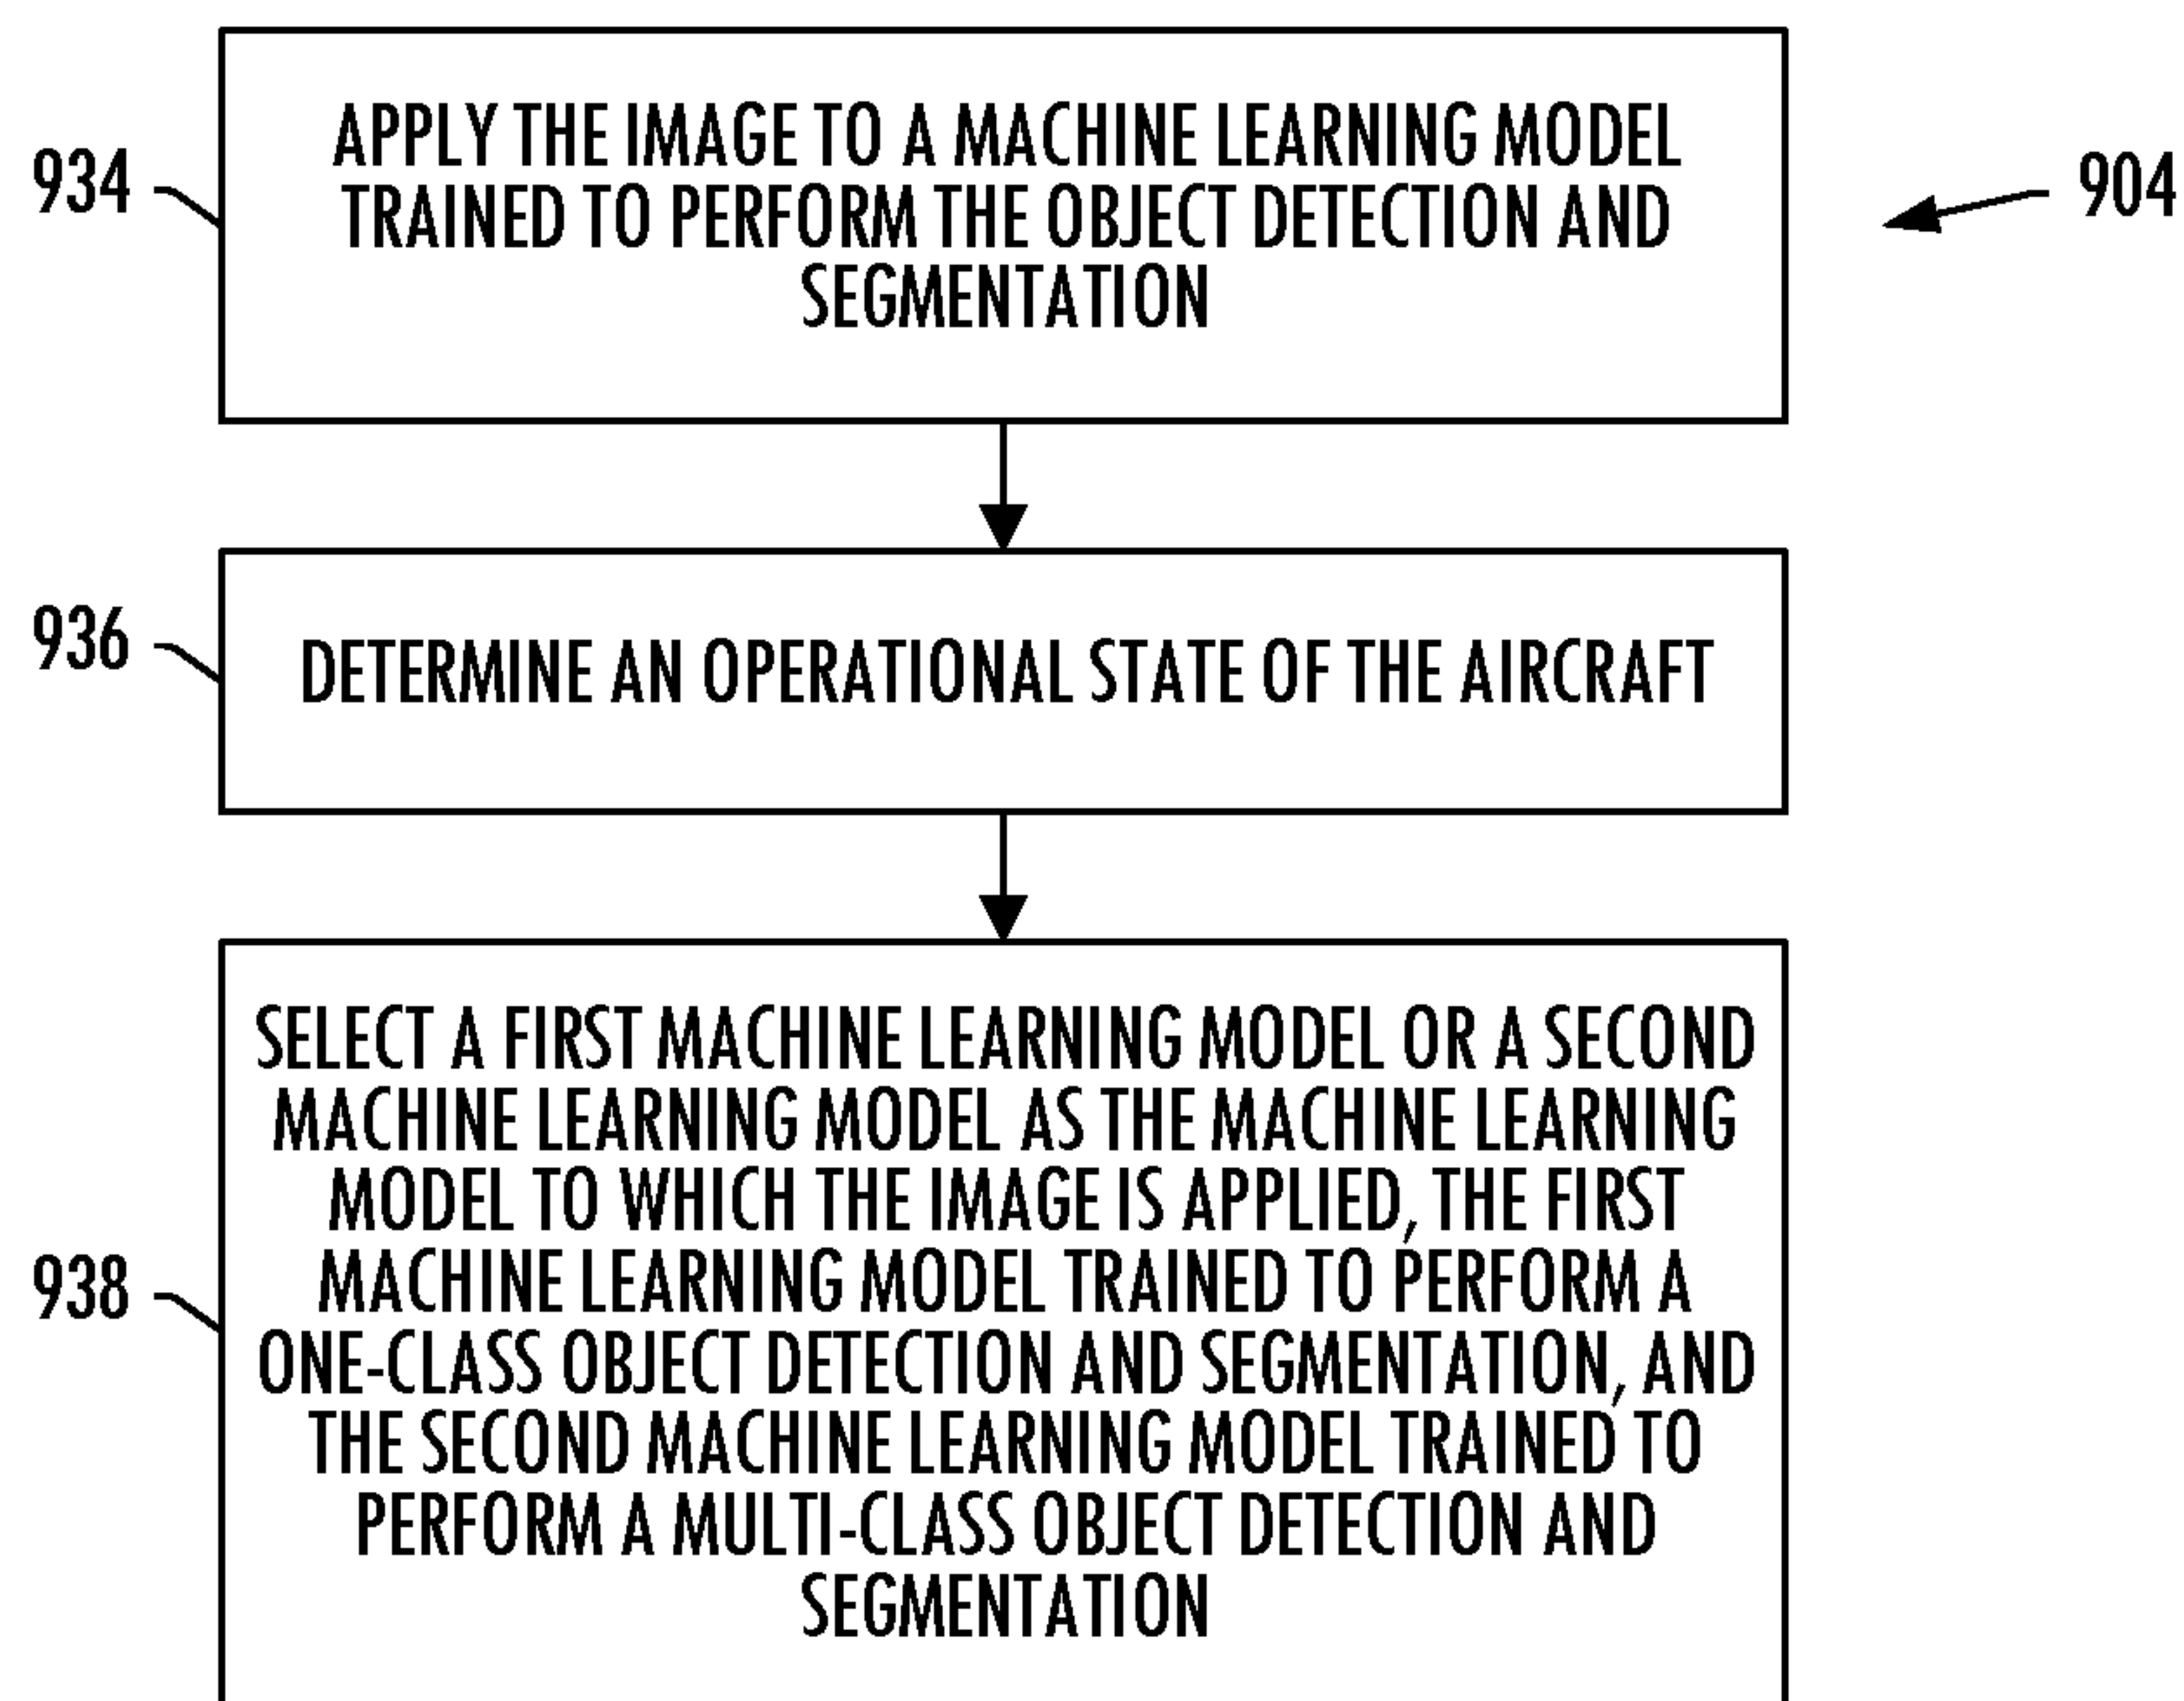 934
APPLY THE IMAGE TO A MACHINE LEARNING MODEL
TRAINED TO PERFORM THE OBJECT DETECTION AND
SEGMENTATION
904
936
DETERMINE AN OPERATIONAL STATE OF THE AIRCRAFT
938
SELECT A FIRST MACHINE LEARNING MODEL OR A SECOND
MACHINE LEARNING MODEL AS THE MACHINE LEARNING
MODEL TO WHICH THE IMAGE IS APPLIED, THE FIRST
MACHINE LEARNING MODEL TRAINED TO PERFORM A
ONE-CLASS OBJECT DETECTION AND SEGMENTATION, AND
THE SECOND MACHINE LEARNING MODEL TRAINED TO
PERFORM A MULTI-CLASS OBJECT DETECTION AND
SEGMENTATION